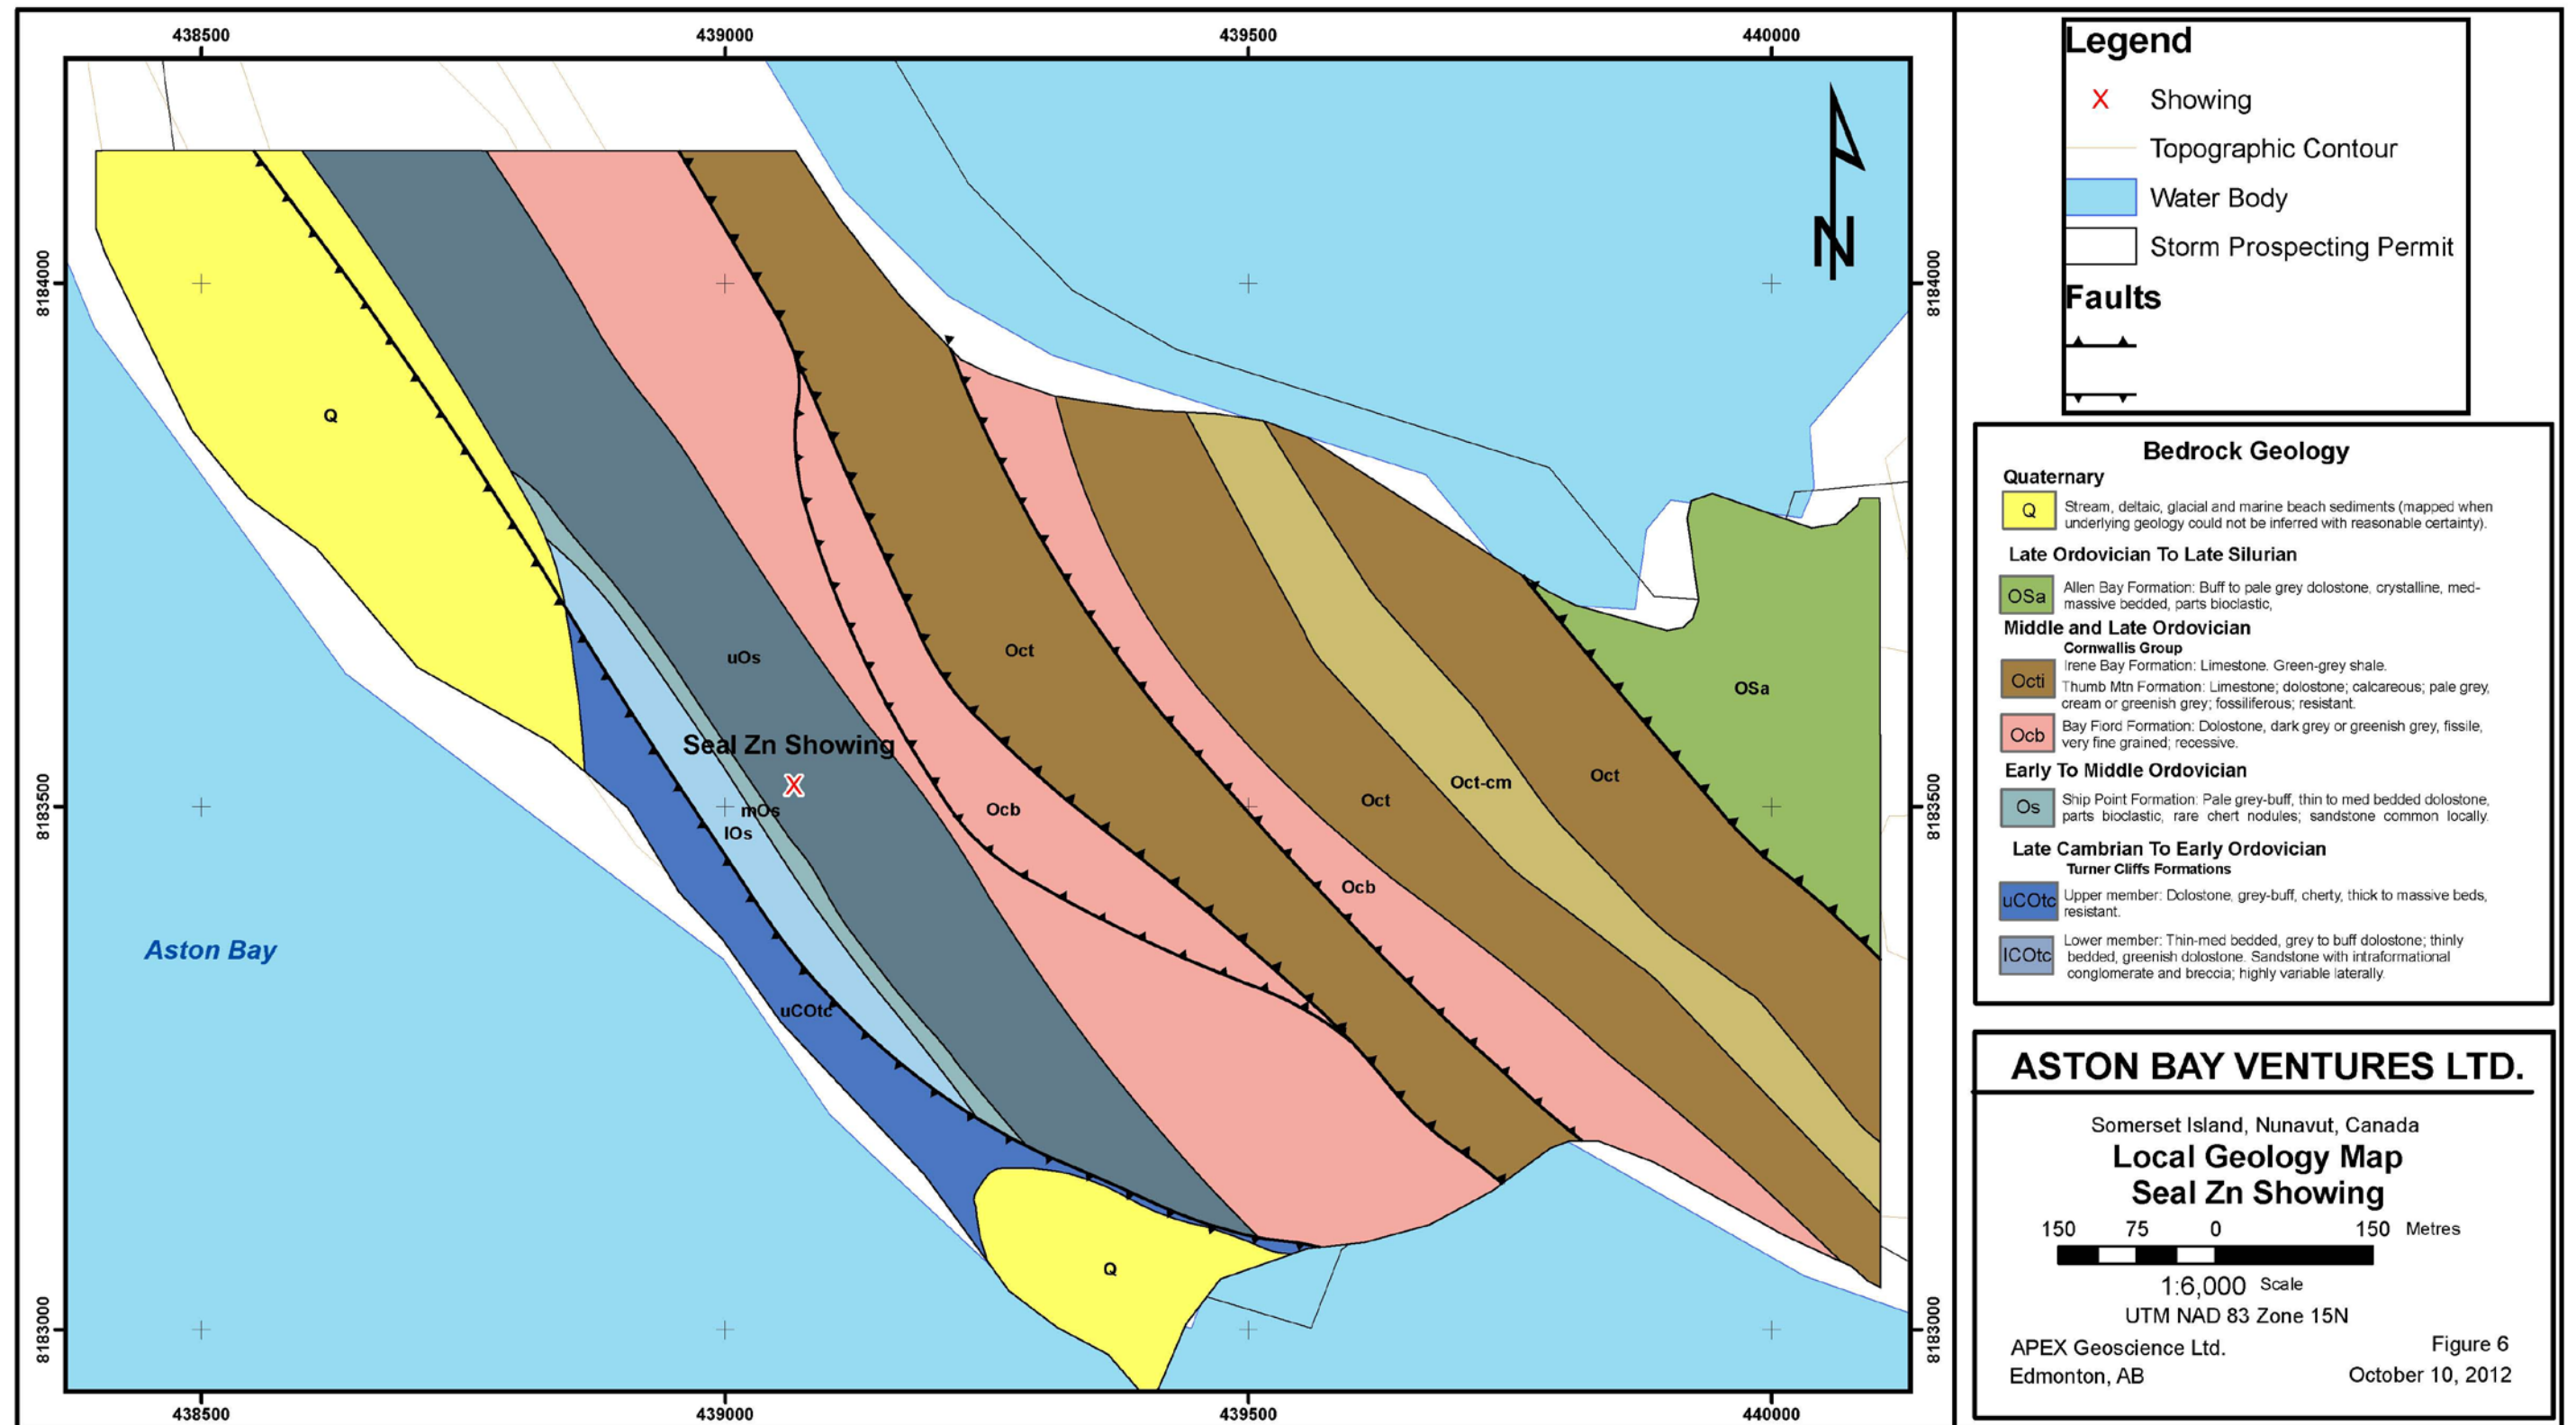 438500
439000
439500
440000
8184000
8183500
8183000
8184000
8183500
8183000
438500
439000
439500
440000
N
Q
uOs
Oct
OSa
Seal Zn Showing
X
mOs
lOs
Ocb
Oct
Oct-cm
Oct
Ocb
Aston Bay
uCOtc
Q
Legend
X Showing
Topographic Contour
Water Body
Storm Prospecting Permit
Faults
Bedrock Geology
Quaternary
Q
Stream, deltaic, glacial and marine beach sediments (mapped when
underlying geology could not be inferred with reasonable certainty).
Late Ordovician To Late Silurian
OSa
Allen Bay Formation: Buff to pale grey dolostone, crystalline, med-
massive bedded, parts bioclastic,
Middle and Late Ordovician
Cornwallis Group
Octi
Irene Bay Formation: Limestone. Green-grey shale.
Thumb Mtn Formation: Limestone; dolostone; calcareous; pale grey,
cream or greenish grey; fossiliferous; resistant.
Ocb
Bay Fiord Formation: Dolostone, dark grey or greenish grey, fissile,
very fine grained; recessive.
Early To Middle Ordovician
Os
Ship Point Formation: Pale grey-buff, thin to med bedded dolostone,
parts bioclastic, rare chert nodules; sandstone common locally.
Late Cambrian To Early Ordovician
Turner Cliffs Formations
uCOtc
Upper member: Dolostone, grey-buff, cherty, thick to massive beds,
resistant.
lCOtc
Lower member: Thin-med bedded, grey to buff dolostone; thinly
bedded, greenish dolostone. Sandstone with intraformational
conglomerate and breccia; highly variable laterally.
ASTON BAY VENTURES LTD.
Somerset Island, Nunavut, Canada
Local Geology Map
Seal Zn Showing
150 75 0 150 Metres
1:6,000 Scale
UTM NAD 83 Zone 15N
APEX Geoscience Ltd.
Edmonton, AB
Figure 6
October 10, 2012